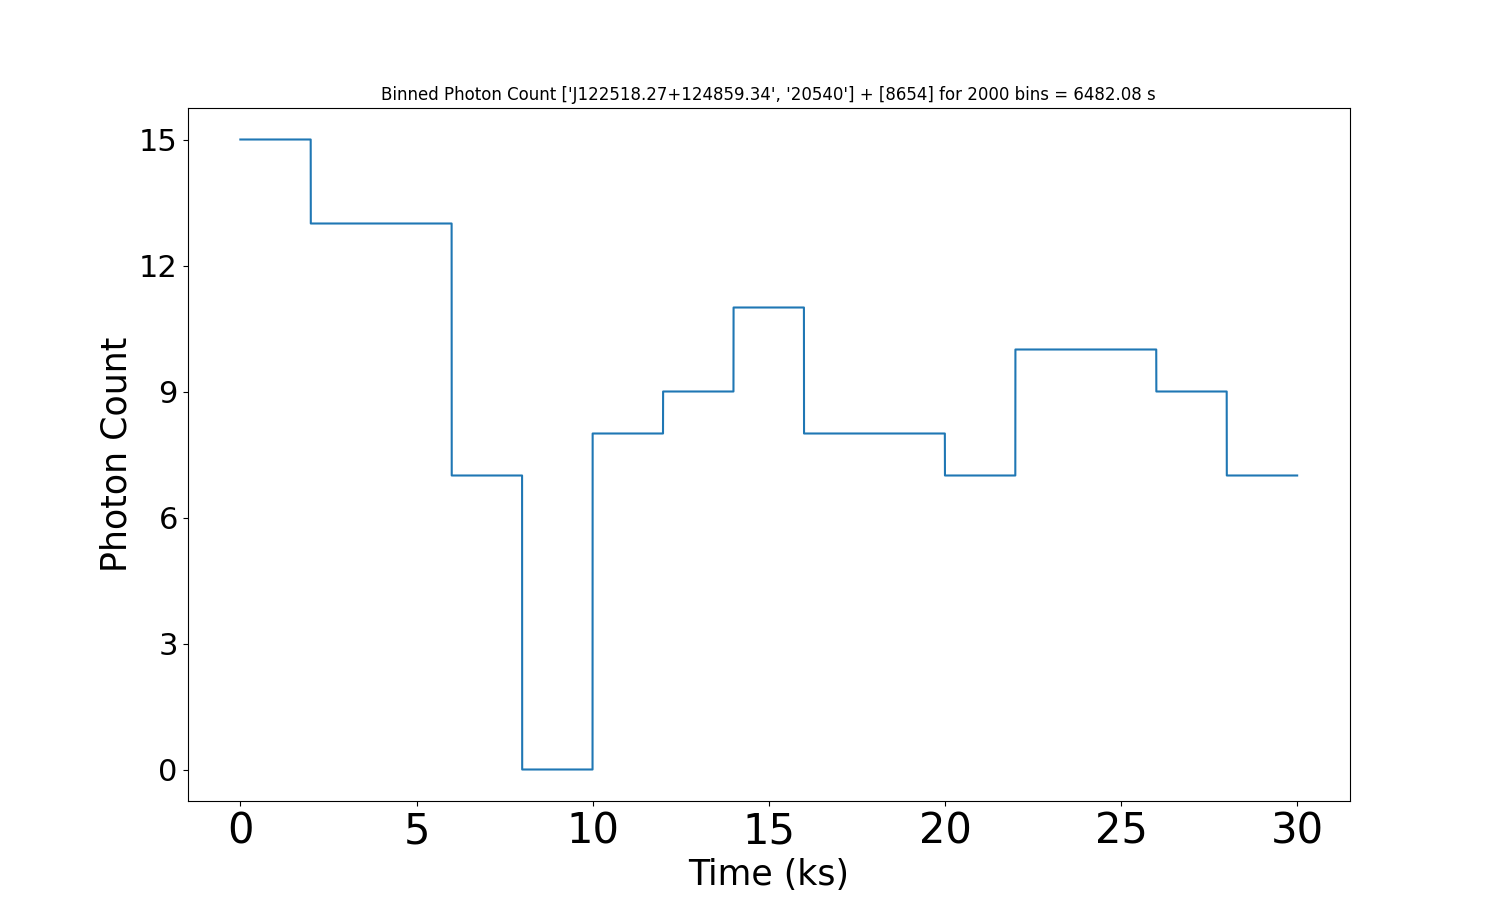 Binned Photon Count ['J122518.27+124859.34', '20540'] + [8654] for 2000 bins = 6482.08 s
15
12
9
6
3
0
Photon Count
0 5 10 15 20 25 30
Time (ks)